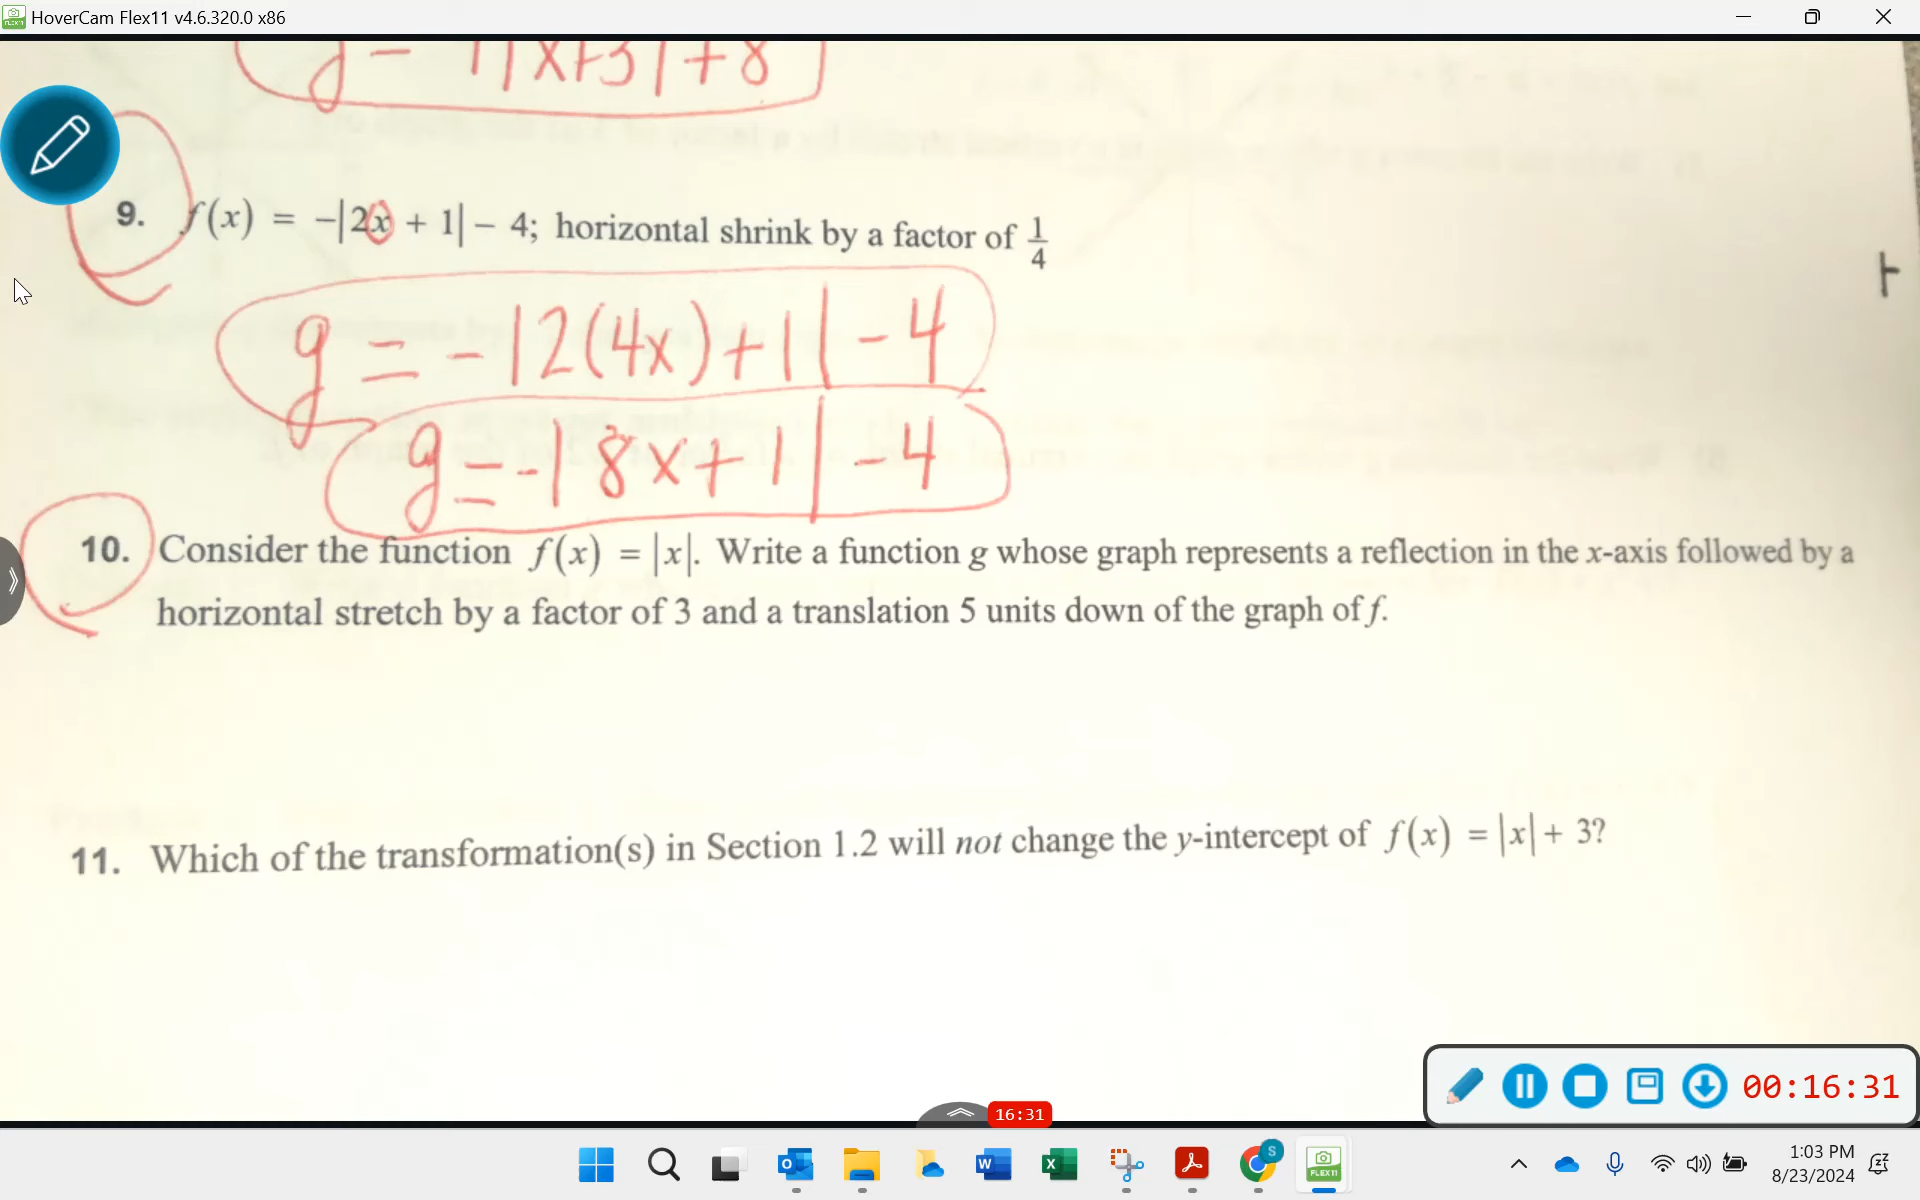 HoverCam Flex11 v4.6.320.0 x86
y = 7|x+3|+8
9. f(x) = -|2x + 1| - 4; horizontal shrink by a factor of 1/4
g = -|2(4x)+1|-4
g = -|8x+1|-4
10. Consider the function f(x) = |x|. Write a function g whose graph represents a reflection in the x-axis followed by a
horizontal stretch by a factor of 3 and a translation 5 units down of the graph of f.
11. Which of the transformation(s) in Section 1.2 will not change the y-intercept of f(x) = |x| + 3?
00:16:31
16:31
S
FLEX11
1:03 PM
8/23/2024